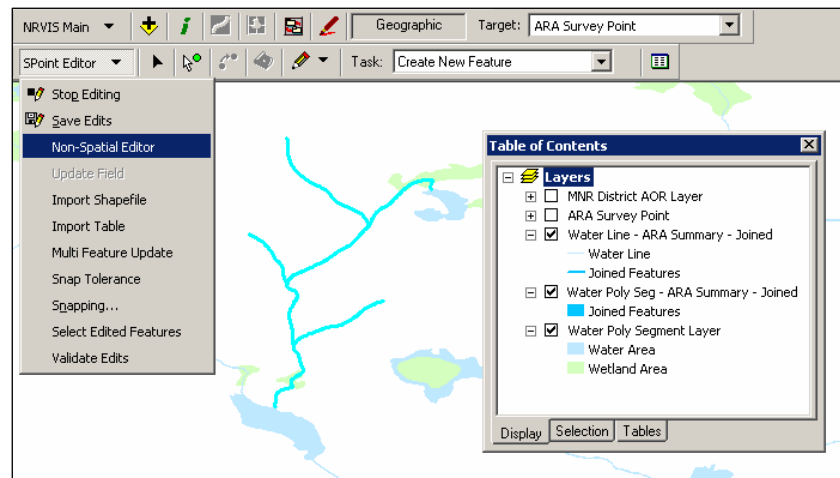 NRVIS Main Geographic Target: ARA Survey Point
SPoint Editor Task: Create New Feature
Stop Editing
Save Edits
Non-Spatial Editor
Update Field
Import Shapefile
Import Table
Multi Feature Update
Snap Tolerance
Snapping...
Select Edited Features
Validate Edits
Table of Contents
Layers
MNR District AOR Layer
ARA Survey Point
Water Line - ARA Summary - Joined
Water Line
Joined Features
Water Poly Seg - ARA Summary - Joined
Joined Features
Water Poly Segment Layer
Water Area
Wetland Area
Display Selection Tables